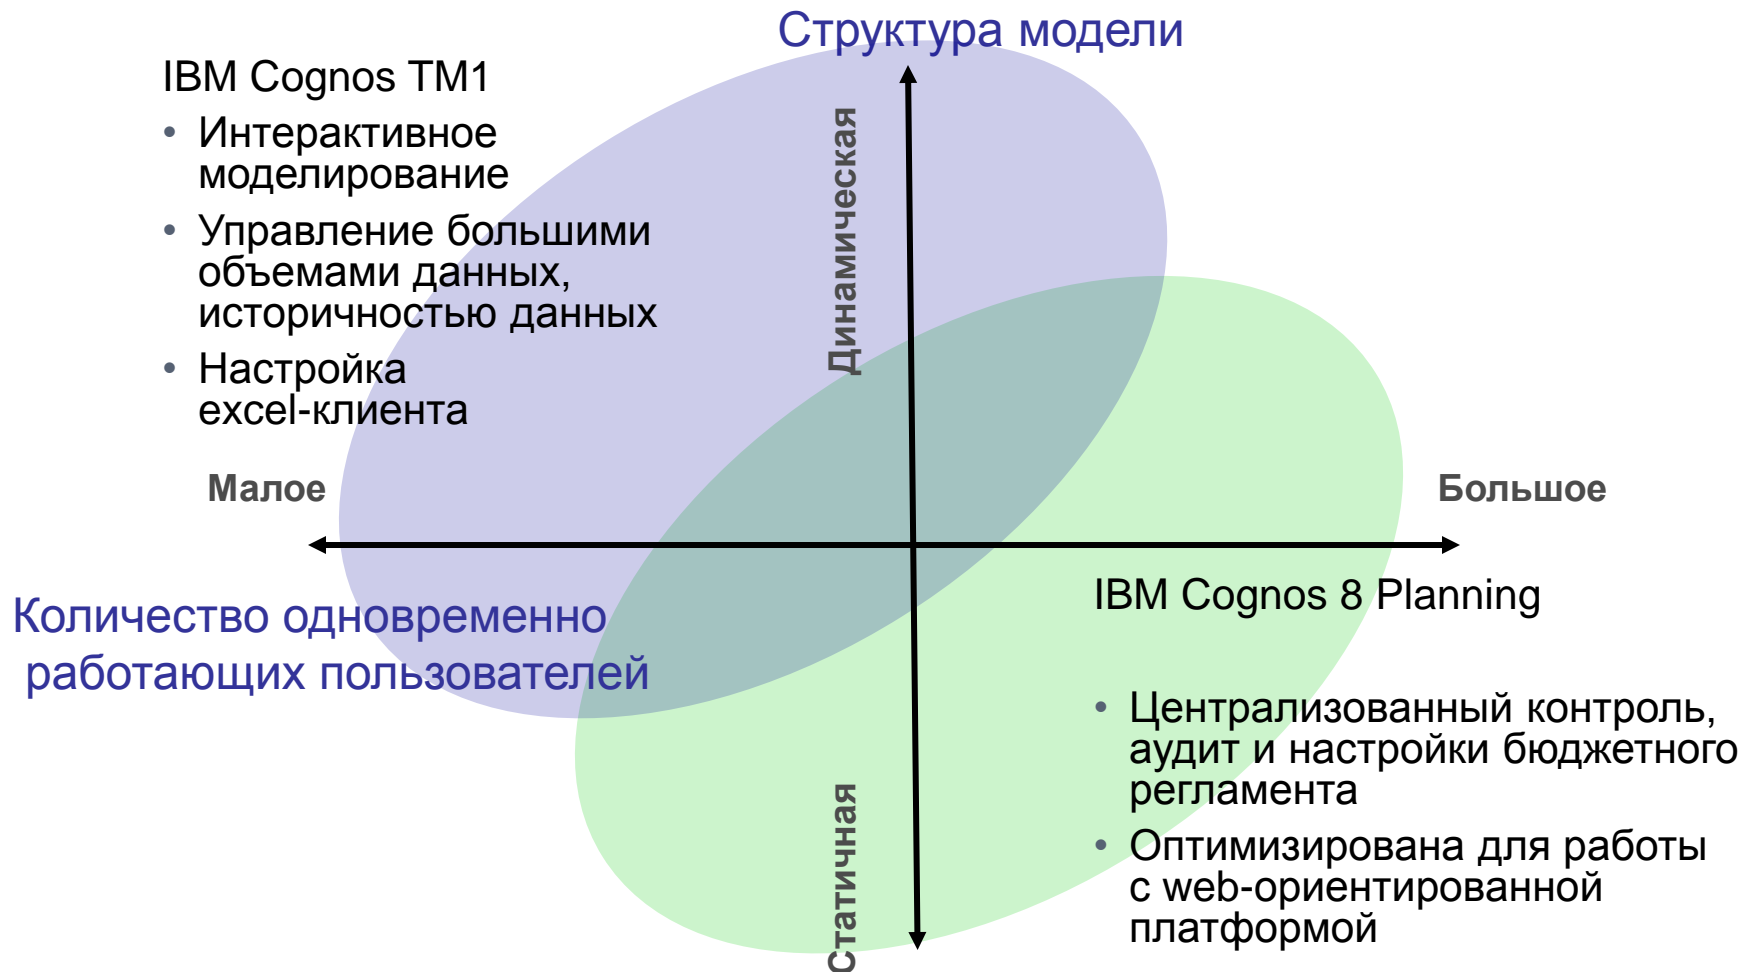 Структура модели
IBM Cognos TM1
• Интерактивное
моделирование
• Управление большими
объемами данных,
историчностью данных
• Настройка
excel-клиента
Динамическая
Малое
Большое
Количество одновременно
работающих пользователей
IBM Cognos 8 Planning
• Централизованный контроль,
аудит и настройки бюджетного
регламента
• Оптимизирована для работы
с web-ориентированной
платформой
Статичная